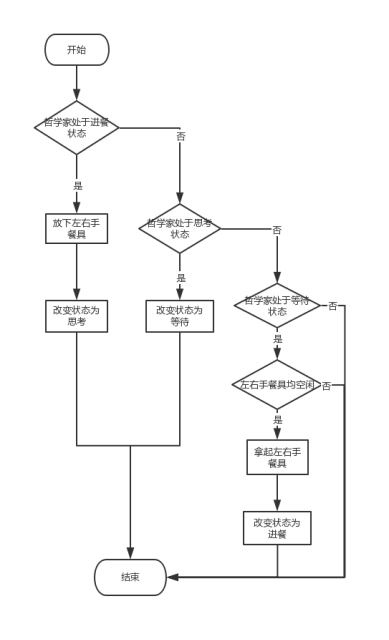 开始
哲学家处于进餐
状态
否
是
放下左右手
餐具
哲学家处于思考
状态
否
是
改变状态为
思考
改变状态为
等待
哲学家处于等待
状态
否
是
左右手餐具均空闲
否
是
拿起左右手
餐具
改变状态为
进餐
结束